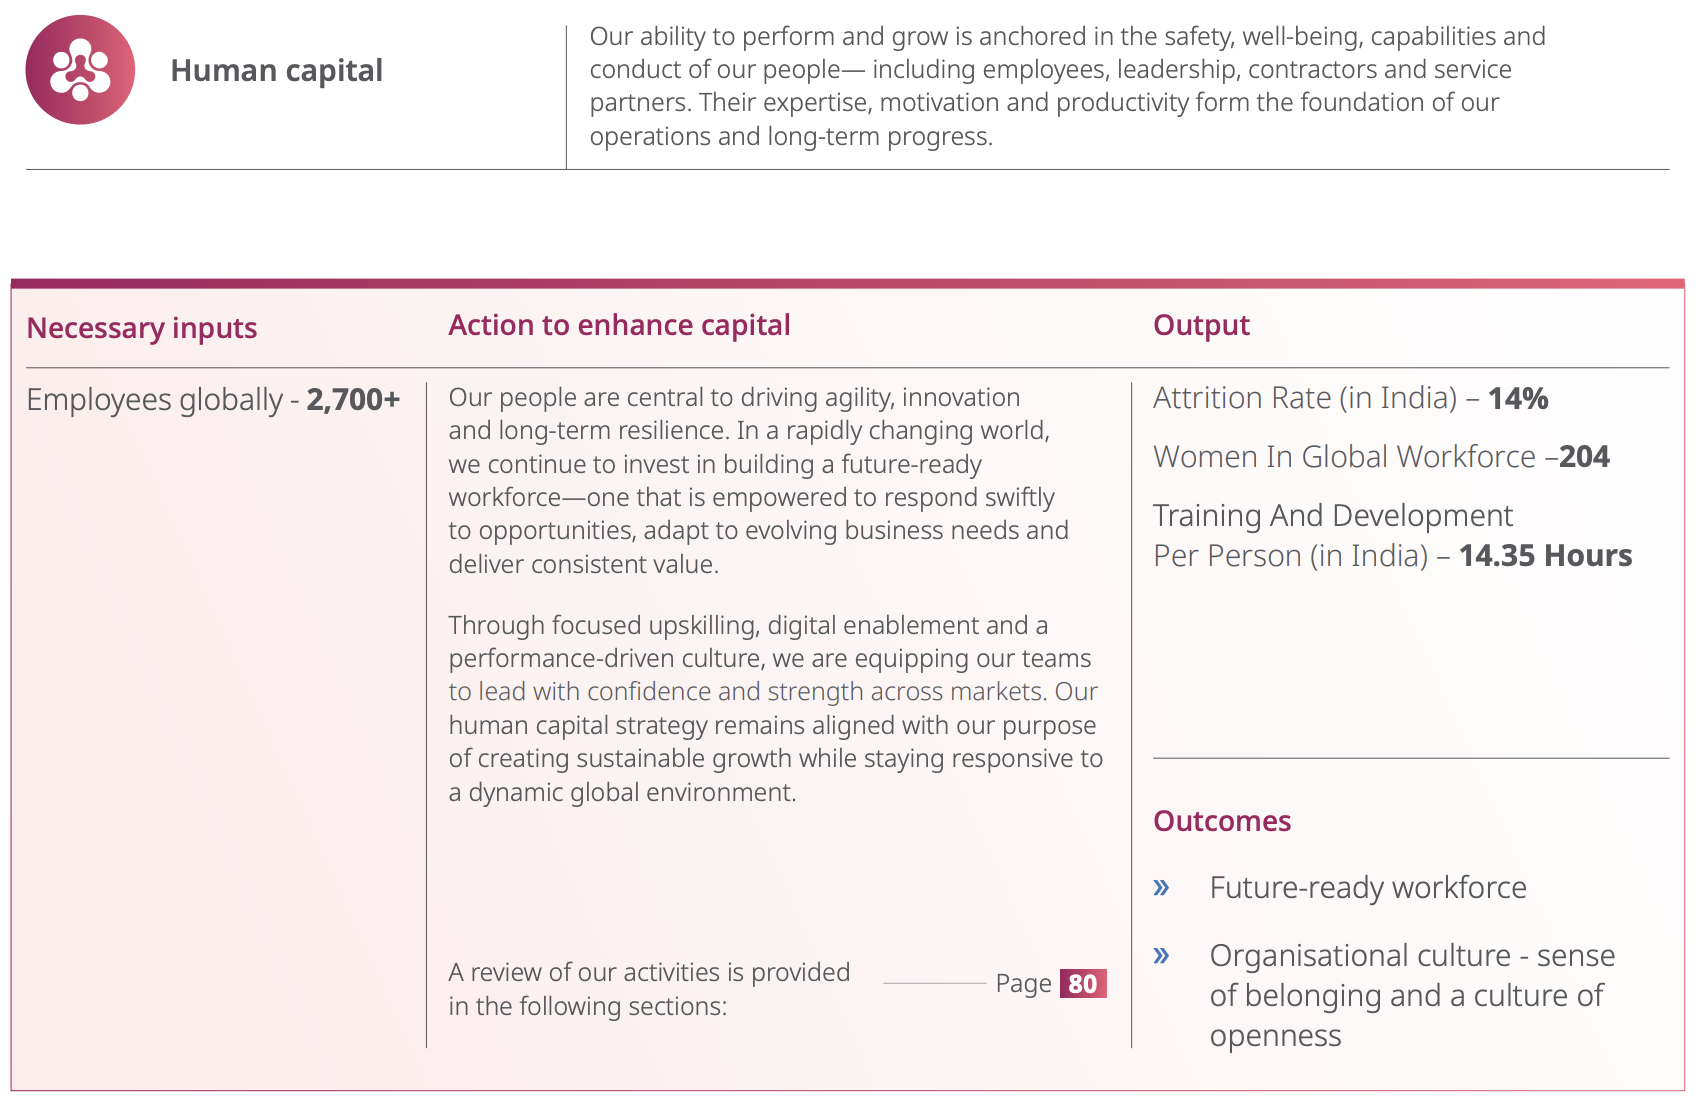 Human capital
Our ability to perform and grow is anchored in the safety, well-being, capabilities and
conduct of our people— including employees, leadership, contractors and service
partners. Their expertise, motivation and productivity form the foundation of our
operations and long-term progress.
Necessary inputs
Employees globally - 2,700+
Action to enhance capital
Our people are central to driving agility, innovation
and long-term resilience. In a rapidly changing world,
we continue to invest in building a future-ready
workforce—one that is empowered to respond swiftly
to opportunities, adapt to evolving business needs and
deliver consistent value.
Through focused upskilling, digital enablement and a
performance-driven culture, we are equipping our teams
to lead with confidence and strength across markets. Our
human capital strategy remains aligned with our purpose
of creating sustainable growth while staying responsive to
a dynamic global environment.
A review of our activities is provided
in the following sections:
Page 80
Output
Attrition Rate (in India) – 14%
Women In Global Workforce –204
Training And Development
Per Person (in India) – 14.35 Hours
Outcomes
» Future-ready workforce
» Organisational culture - sense
of belonging and a culture of
openness